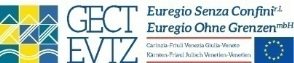 GECT
EVTZ
Euregio Senza Confini r.l.
Euregio Ohne Grenzen mbH
Carinzia-Friuli Venezia Giulia-Veneto
Kärnten-Friaul Julisch Venetien-Venetien